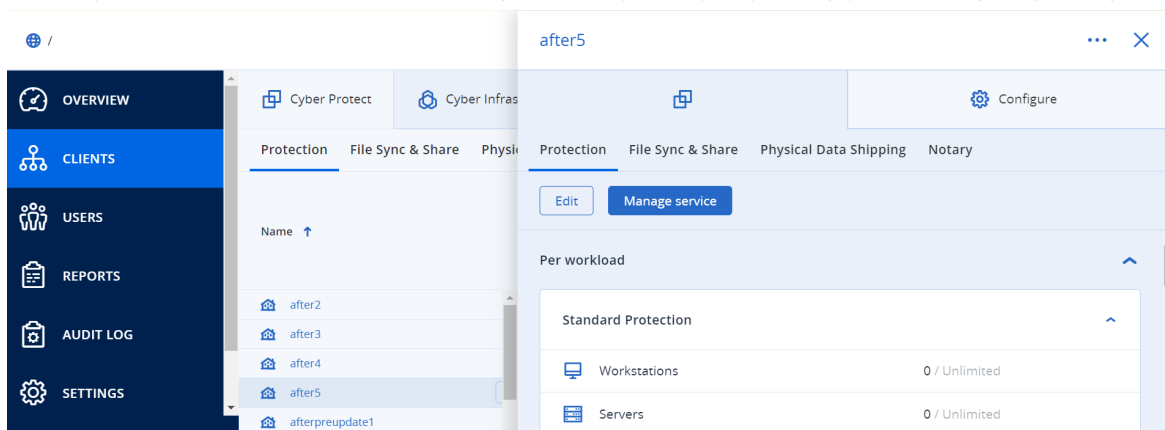 /
after5
OVERVIEW
CLIENTS
USERS
REPORTS
AUDIT LOG
SETTINGS
Cyber Protect
Cyber Infras
Protection
File Sync & Share
Physi
Name
after2
after3
after4
after5
afterpreupdate1
Configure
Protection
File Sync & Share
Physical Data Shipping
Notary
Edit
Manage service
Per workload
Standard Protection
Workstations
0 / Unlimited
Servers
0 / Unlimited